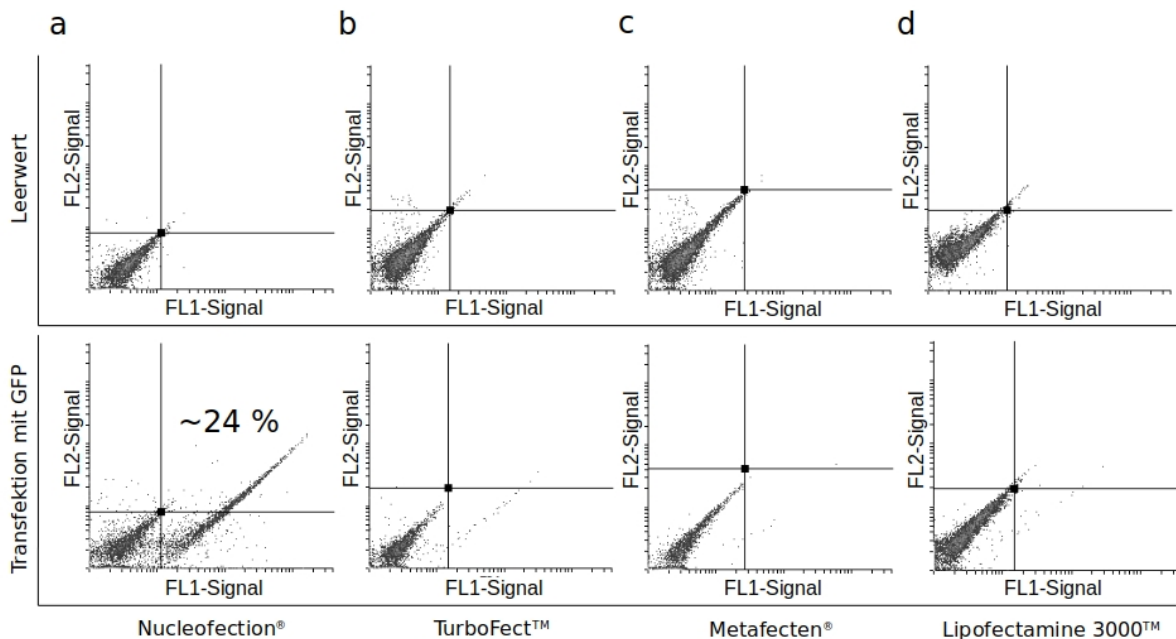 a b c d
Leerwert
FL2-Signal FL2-Signal FL2-Signal FL2-Signal
FL1-Signal FL1-Signal FL1-Signal FL1-Signal
Transfektion mit GFP
~24 %
FL2-Signal FL2-Signal FL2-Signal FL2-Signal
FL1-Signal FL1-Signal FL1-Signal FL1-Signal
Nucleofection® TurboFect™ Metafecten® Lipofectamine 3000™